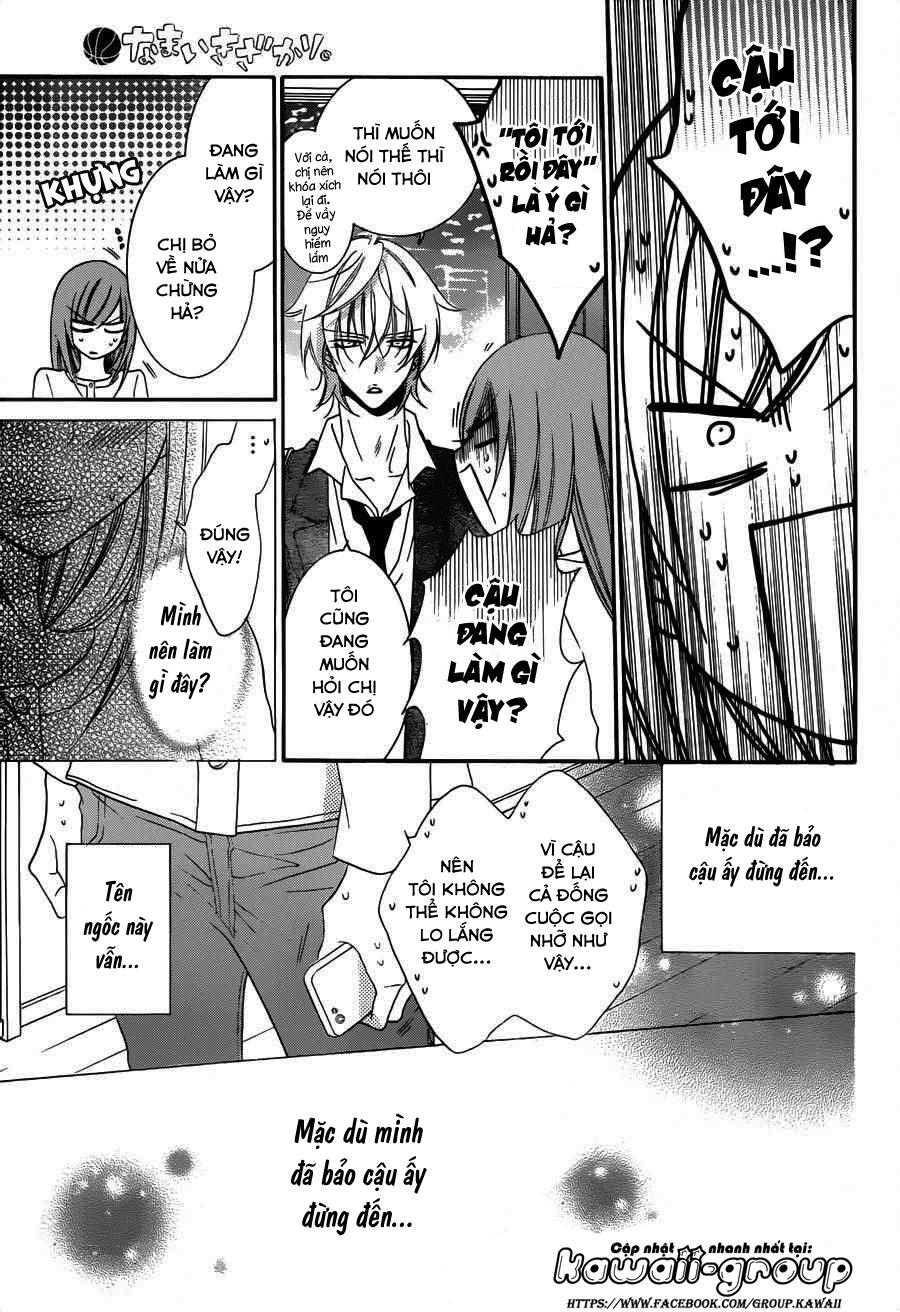 なまいきざかり。
CẬU
TỚI
ĐÂY
....!?
"TÔI TỚI
RỒI ĐÂY"
LÀ Ý GÌ
HẢ?
THÌ MUỐN
NÓI THẾ THÌ
NÓI THÔI
Với cả,
chị nên
khóa xích
lại đi.
Để vầy
nguy
hiểm
lắm
CẬU
ĐANG
LÀM GÌ
VẬY?
TÔI
CŨNG
ĐANG
MUỐN
HỎI CHỊ
VẬY ĐÓ
ĐANG
LÀM GÌ
VẬY?
CHỊ BỎ
VỀ NỬA
CHỪNG
HẢ?
KHỰNG
...
ĐÚNG
VẬY!
Mình
nên làm
gì đây?
Mặc dù đã bảo
cậu ấy đừng đến...
VÌ CẬU
ĐỂ LẠI
CẢ ĐỐNG
CUỘC GỌI
NHỠ NHƯ
VẬY...
NÊN
TÔI KHÔNG
THỂ KHÔNG
LO LẮNG
ĐƯỢC...
Tên
ngốc này
vẫn...
Mặc dù mình
đã bảo cậu ấy
đừng đến...
Cập nhật nhanh nhất tại:
Kawaii-group
HTTPS://WWW.FACEBOOK.COM/GROUP.KAWAII